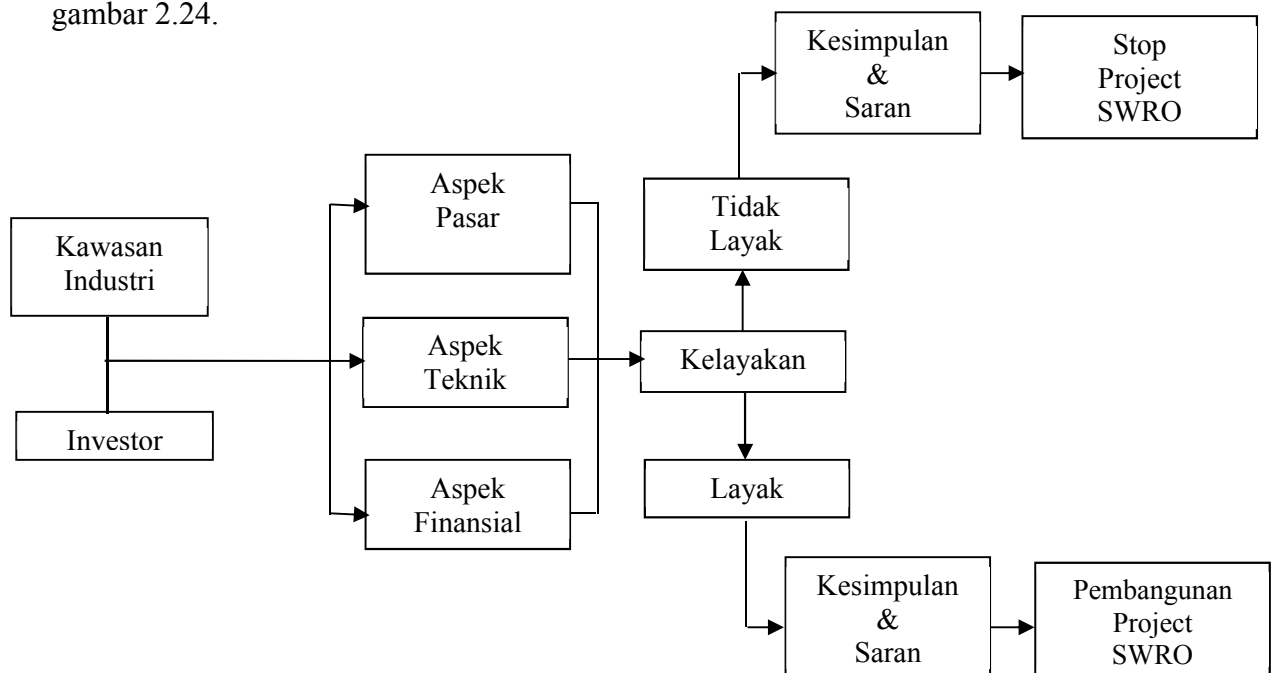 gambar 2.24.
Kawasan
Industri
Investor
Aspek
Pasar
Aspek
Teknik
Aspek
Finansial
Kelayakan
Tidak
Layak
Kesimpulan
&
Saran
Stop
Project
SWRO
Layak
Kesimpulan
&
Saran
Pembangunan
Project
SWRO